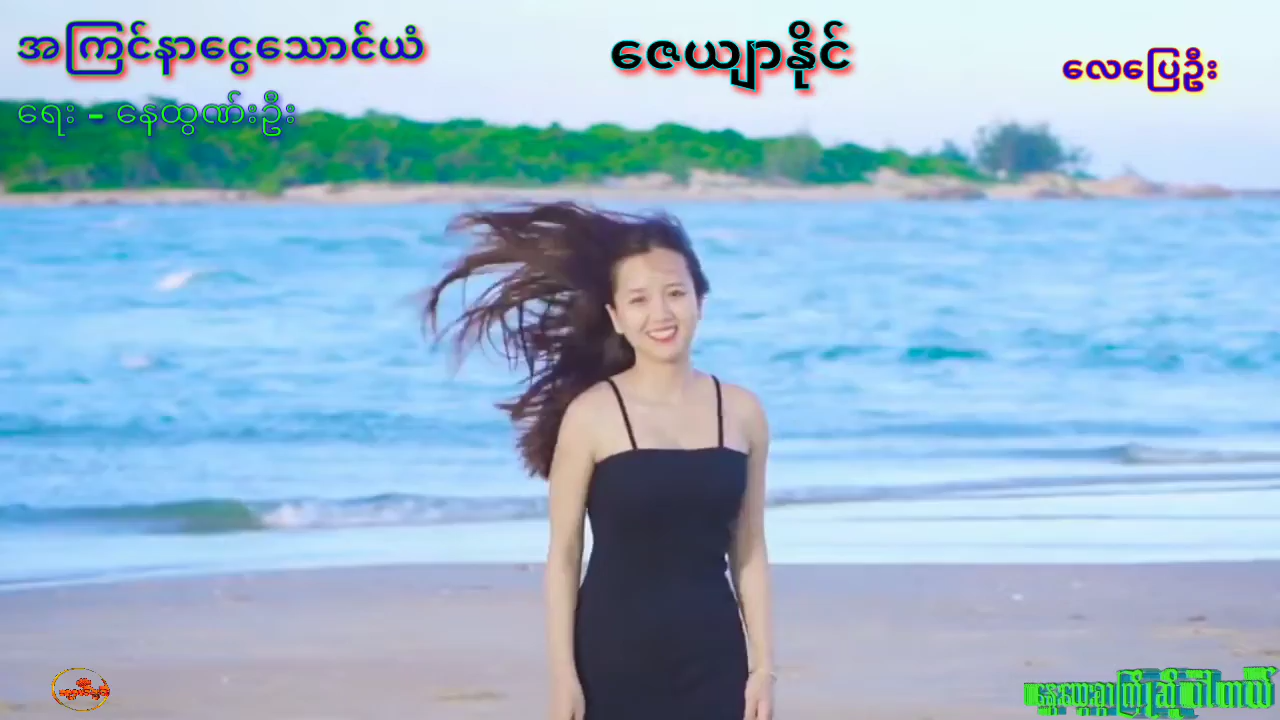 အကြင်နာငွေသောင်ယံ
ရေး - နေထွဏ်းဦး
ဇေယျာနိုင်
လေပြေဦး